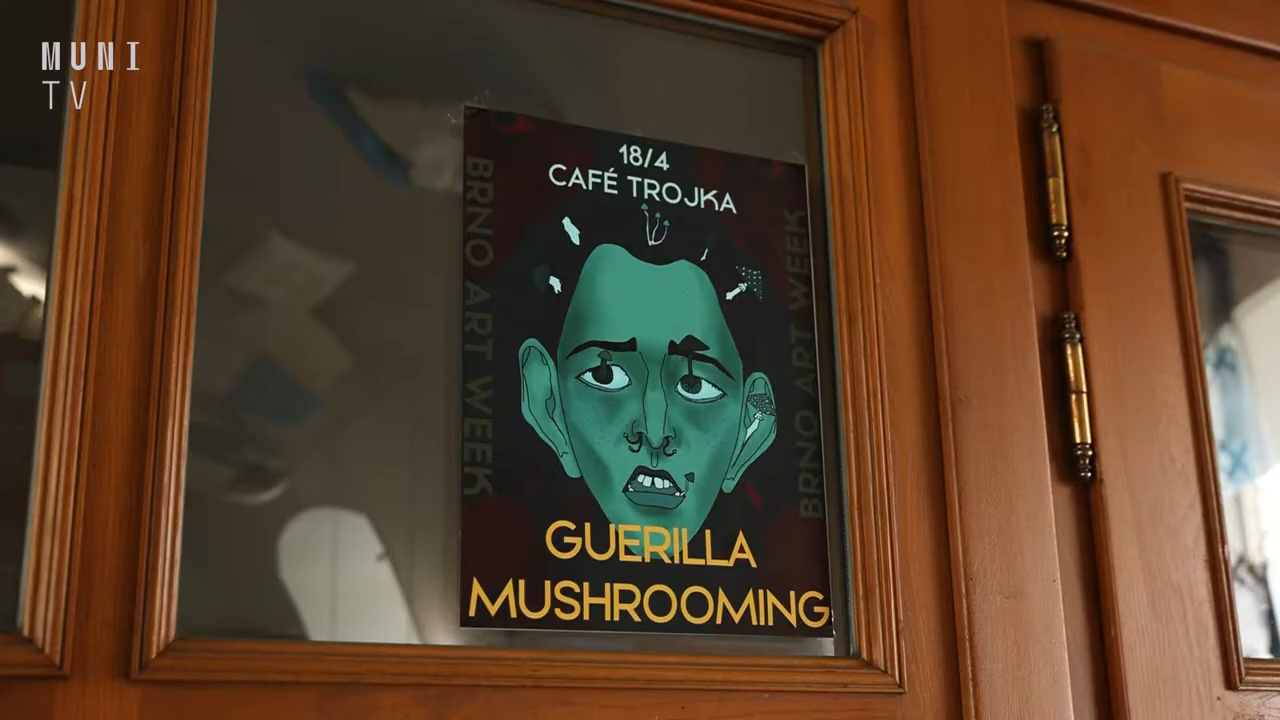 MUNI
TV
18/4
CAFÉ TROJKA
BRNO ART WEEK
BRNO ART WEEK
GUERILLA
MUSHROOMING